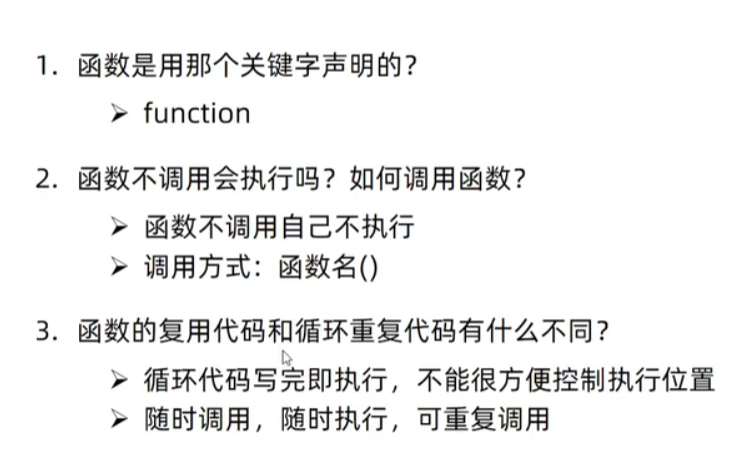 1. 函数是用那个关键字声明的？
➢ function
2. 函数不调用会执行吗？如何调用函数？
➢ 函数不调用自己不执行
➢ 调用方式：函数名()
3. 函数的复用代码和循环重复代码有什么不同？
➢ 循环代码写完即执行，不能很方便控制执行位置
➢ 随时调用，随时执行，可重复调用